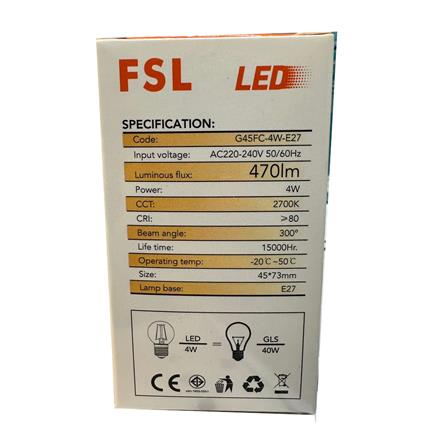 FSL LED
SPECIFICATION:
Code: G45FC-4W-E27
Input voltage: AC220-240V 50/60Hz
Luminous flux: 470lm
Power: 4W
CCT: 2700K
CRI: ≥80
Beam angle: 300°
Life time: 15000Hr.
Operating temp: -20℃~50℃
Size: 45*73mm
Lamp base: E27
LED = GLS
4W 40W
CE